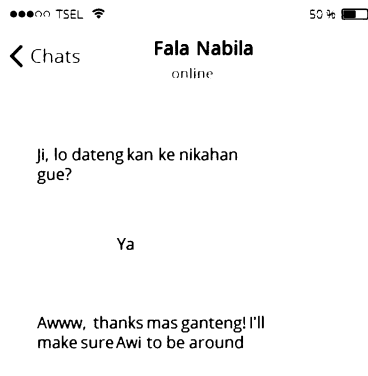 TSEL 50 %
Chats
Fala Nabila
online
Ji, lo dateng kan ke nikahan
gue?
Ya
Awww, thanks mas ganteng! I'll
make sure Awi to be around